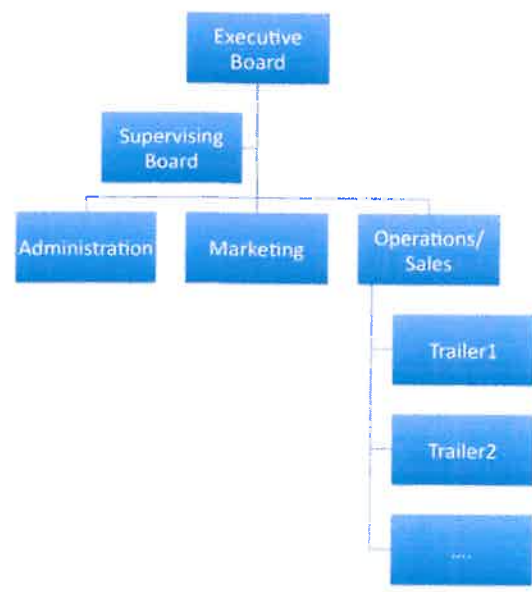 Executive
Board
Supervising
Board
Administration
Marketing
Operations/
Sales
Trailer1
Trailer2
....